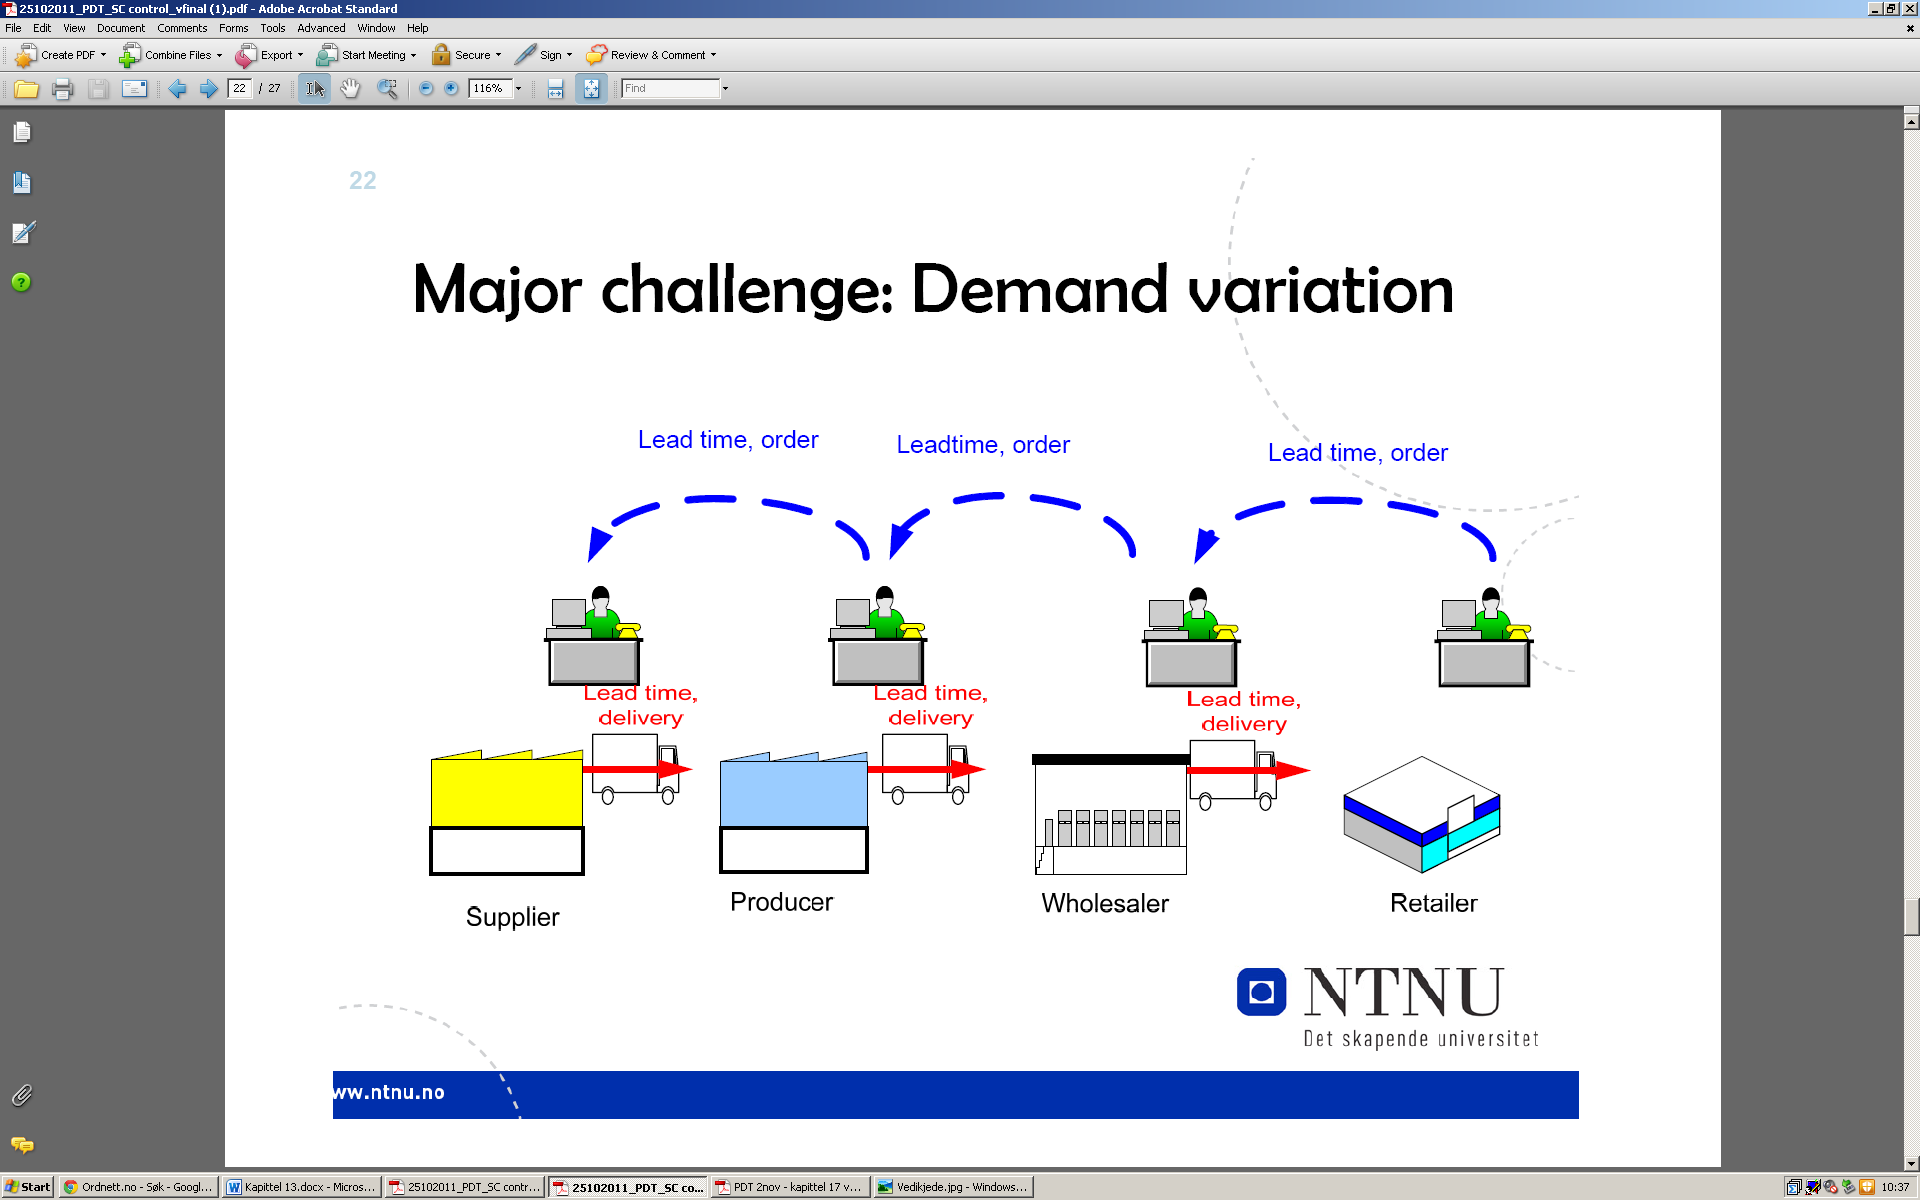 25102011_PDT_SC control_vfinal (1).pdf - Adobe Acrobat Standard
File Edit View Document Comments Forms Tools Advanced Window Help
Create PDF Combine Files Export Start Meeting Secure Sign Review & Comment
22 / 27 116% Find
22
Major challenge: Demand variation
Lead time, order
Leadtime, order
Lead time, order
Lead time,
delivery
Lead time,
delivery
Lead time,
delivery
Supplier
Producer
Wholesaler
Retailer
NTNU
Det skapende universitet
ww.ntnu.no
Start Ordnett.no - Søk - Googl... Kapittel 13.docx - Micros... 25102011_PDT_SC contr... 25102011_PDT_SC co... PDT 2nov - kapittel 17 v... Vedikjede.jpg - Windows... 10:37